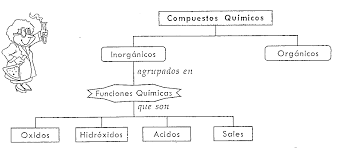 Compuestos Químicos
Inorgánicos
Orgánicos
agrupados en
Funciones Químicas
que son
Oxidos
Hidróxidos
Acidos
Sales